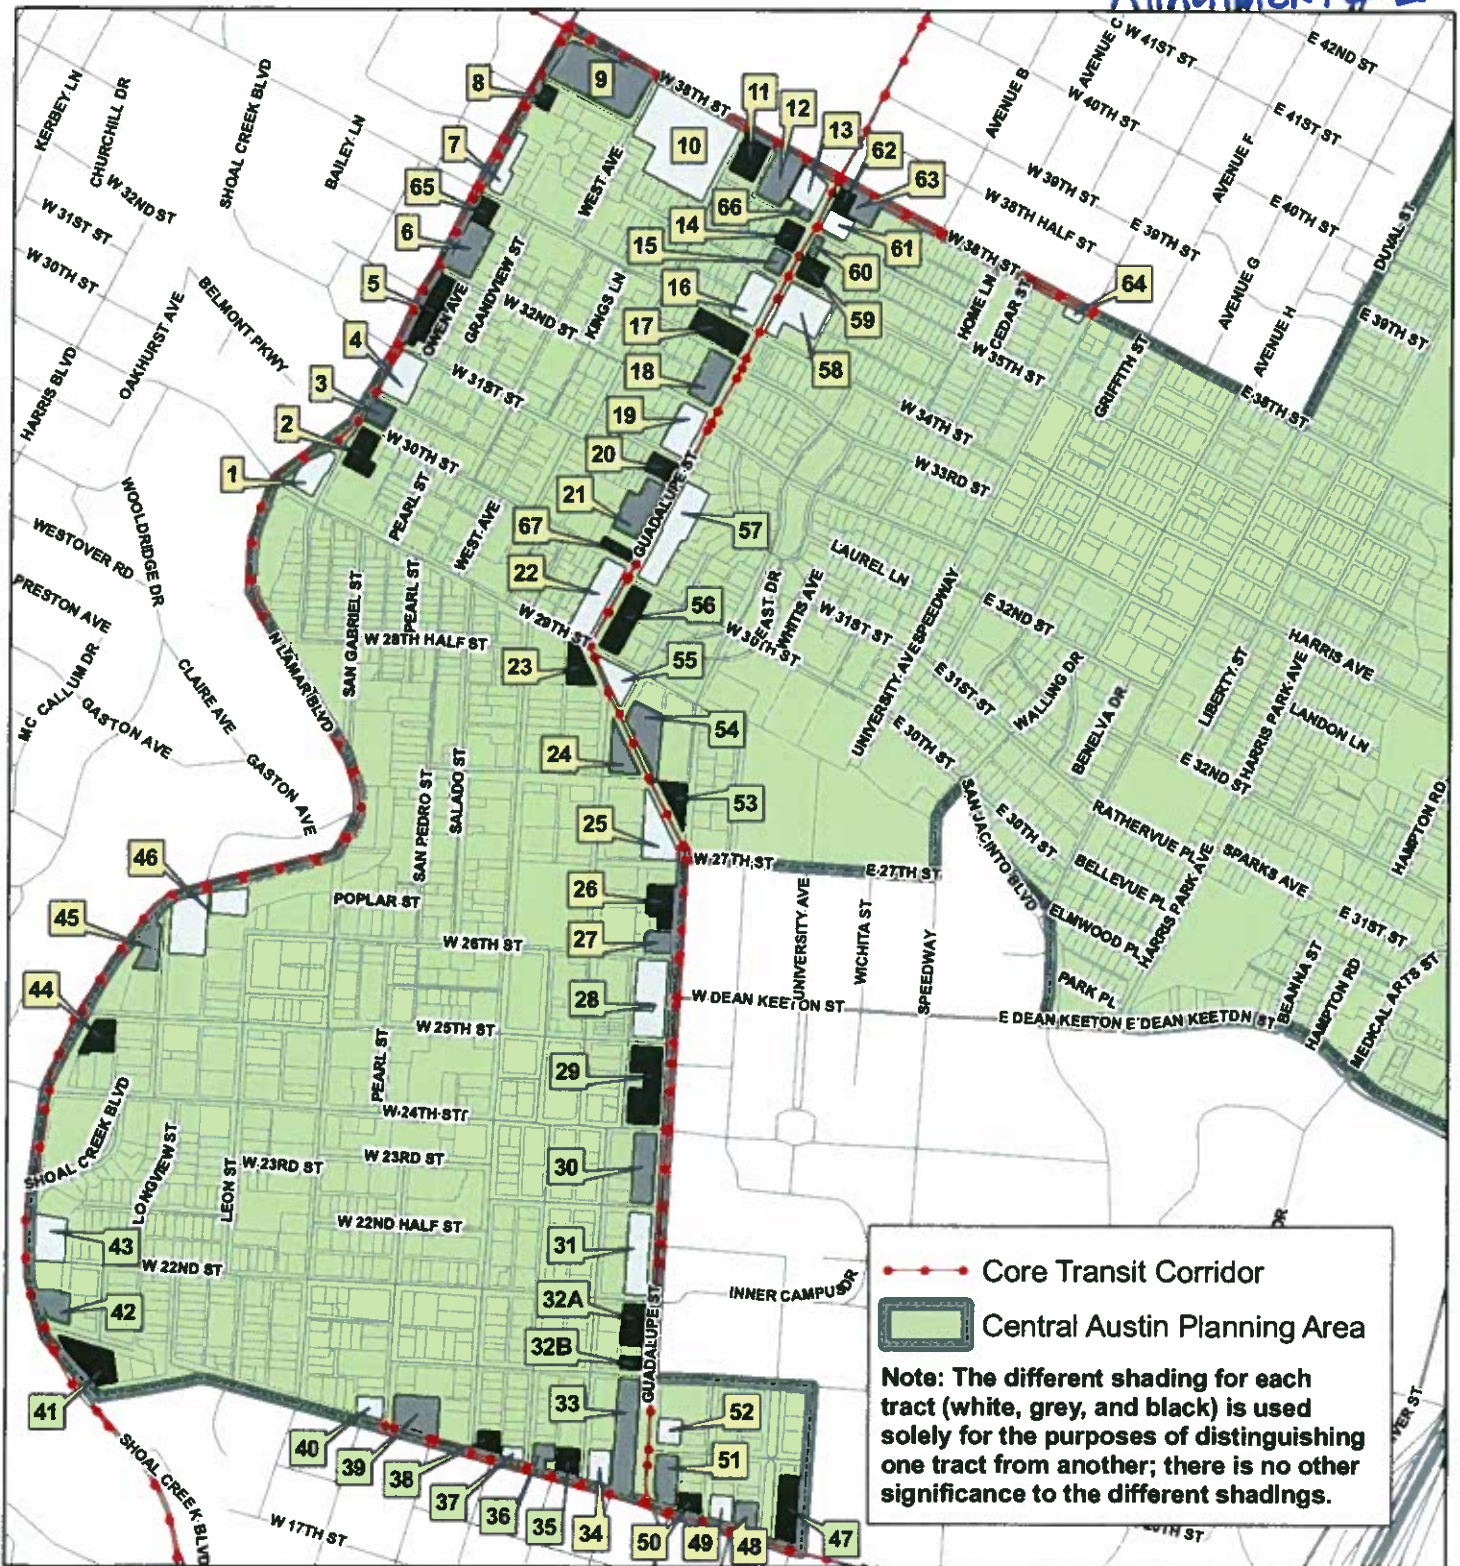 KERBEY LN
CHURCHILL DR
SHOAL CREEK BLVD
BAILEY LN
8
9
W 38TH ST
11
12
13
10
62
63
AVENUE B
AVENUE C
W 41ST ST
E 42ND ST
W 40TH ST
E 41ST ST
AVENUE F
W 39TH ST
E 40TH ST
W 38TH HALF ST
E 39TH ST
DUVAL ST
7
65
6
5
4
3
2
1
W 32ND ST
W 31ST ST
W 30TH ST
WEST AVE
66
14
15
16
17
18
19
20
21
67
22
61
60
59
58
57
56
W 38TH ST
64
HOME LN
CEDAR ST
AVENUE G
AVENUE H
E 39TH ST
GRIFFITH ST
E 38TH ST
W 35TH ST
W 34TH ST
W 33RD ST
BELMONT PKWY
OAKHURST AVE
HARRIS BLVD
OWEN AVE
GRANDVIEW ST
W 32ND ST
KINGS LN
W 31ST ST
W 30TH ST
PEARL ST
WEST AVE
GUADALUPE ST
WOOLDRIDGE DR
WESTOVER RD
PRESTON AVE
MC CALLUM DR
GASTON AVE
CLAIRE AVE
GASTON AVE
N LAMAR BLVD
SAN GABRIEL ST
PEARL ST
W 28TH HALF ST
W 29TH ST
LAUREL LN
EAST DR
WHITIS AVE
W 30TH ST
W 31ST ST
UNIVERSITY AVE
SPEEDWAY
E 32ND ST
E 31ST ST
E 30TH ST
WALLING DR
BENELVA DR
LIBERTY ST
HARRIS AVE
HARRIS PARK AVE
LANDON LN
E 32ND ST
HAMPTON RD
23
55
54
24
53
25
SAN PEDRO ST
SALADO ST
W 27TH ST
E 27TH ST
SAN JACINTO BLVD
E 30TH ST
RATHERVUE PL
BELLEVUE PL
SPARKS AVE
ELMWOOD PL
HARRIS PARK AVE
E 31ST ST
PARK PL
BEANNA ST
HAMPTON RD
MEDICAL ARTS ST
46
45
44
POPLAR ST
W 26TH ST
26
27
28
29
30
31
32A
32B
33
UNIVERSITY AVE
WICHITA ST
SPEEDWAY
W DEAN KEETON ST
E DEAN KEETON
E DEAN KEETON ST
W 25TH ST
PEARL ST
W 24TH ST
SHOAL CREEK BLVD
LONGVIEW ST
LEON ST
W 23RD ST
W 23RD ST
W 22ND HALF ST
W 22ND ST
43
42
41
GUADALUPE ST
INNER CAMPUS DR
DR
40
39
38
37
36
35
34
52
51
50
49
48
47
SHOAL CREEK BLVD
W 17TH ST
Core Transit Corridor
Central Austin Planning Area
Note: The different shading for each
tract (white, grey, and black) is used
solely for the purposes of distinguishing
one tract from another; there is no other
significance to the different shadings.